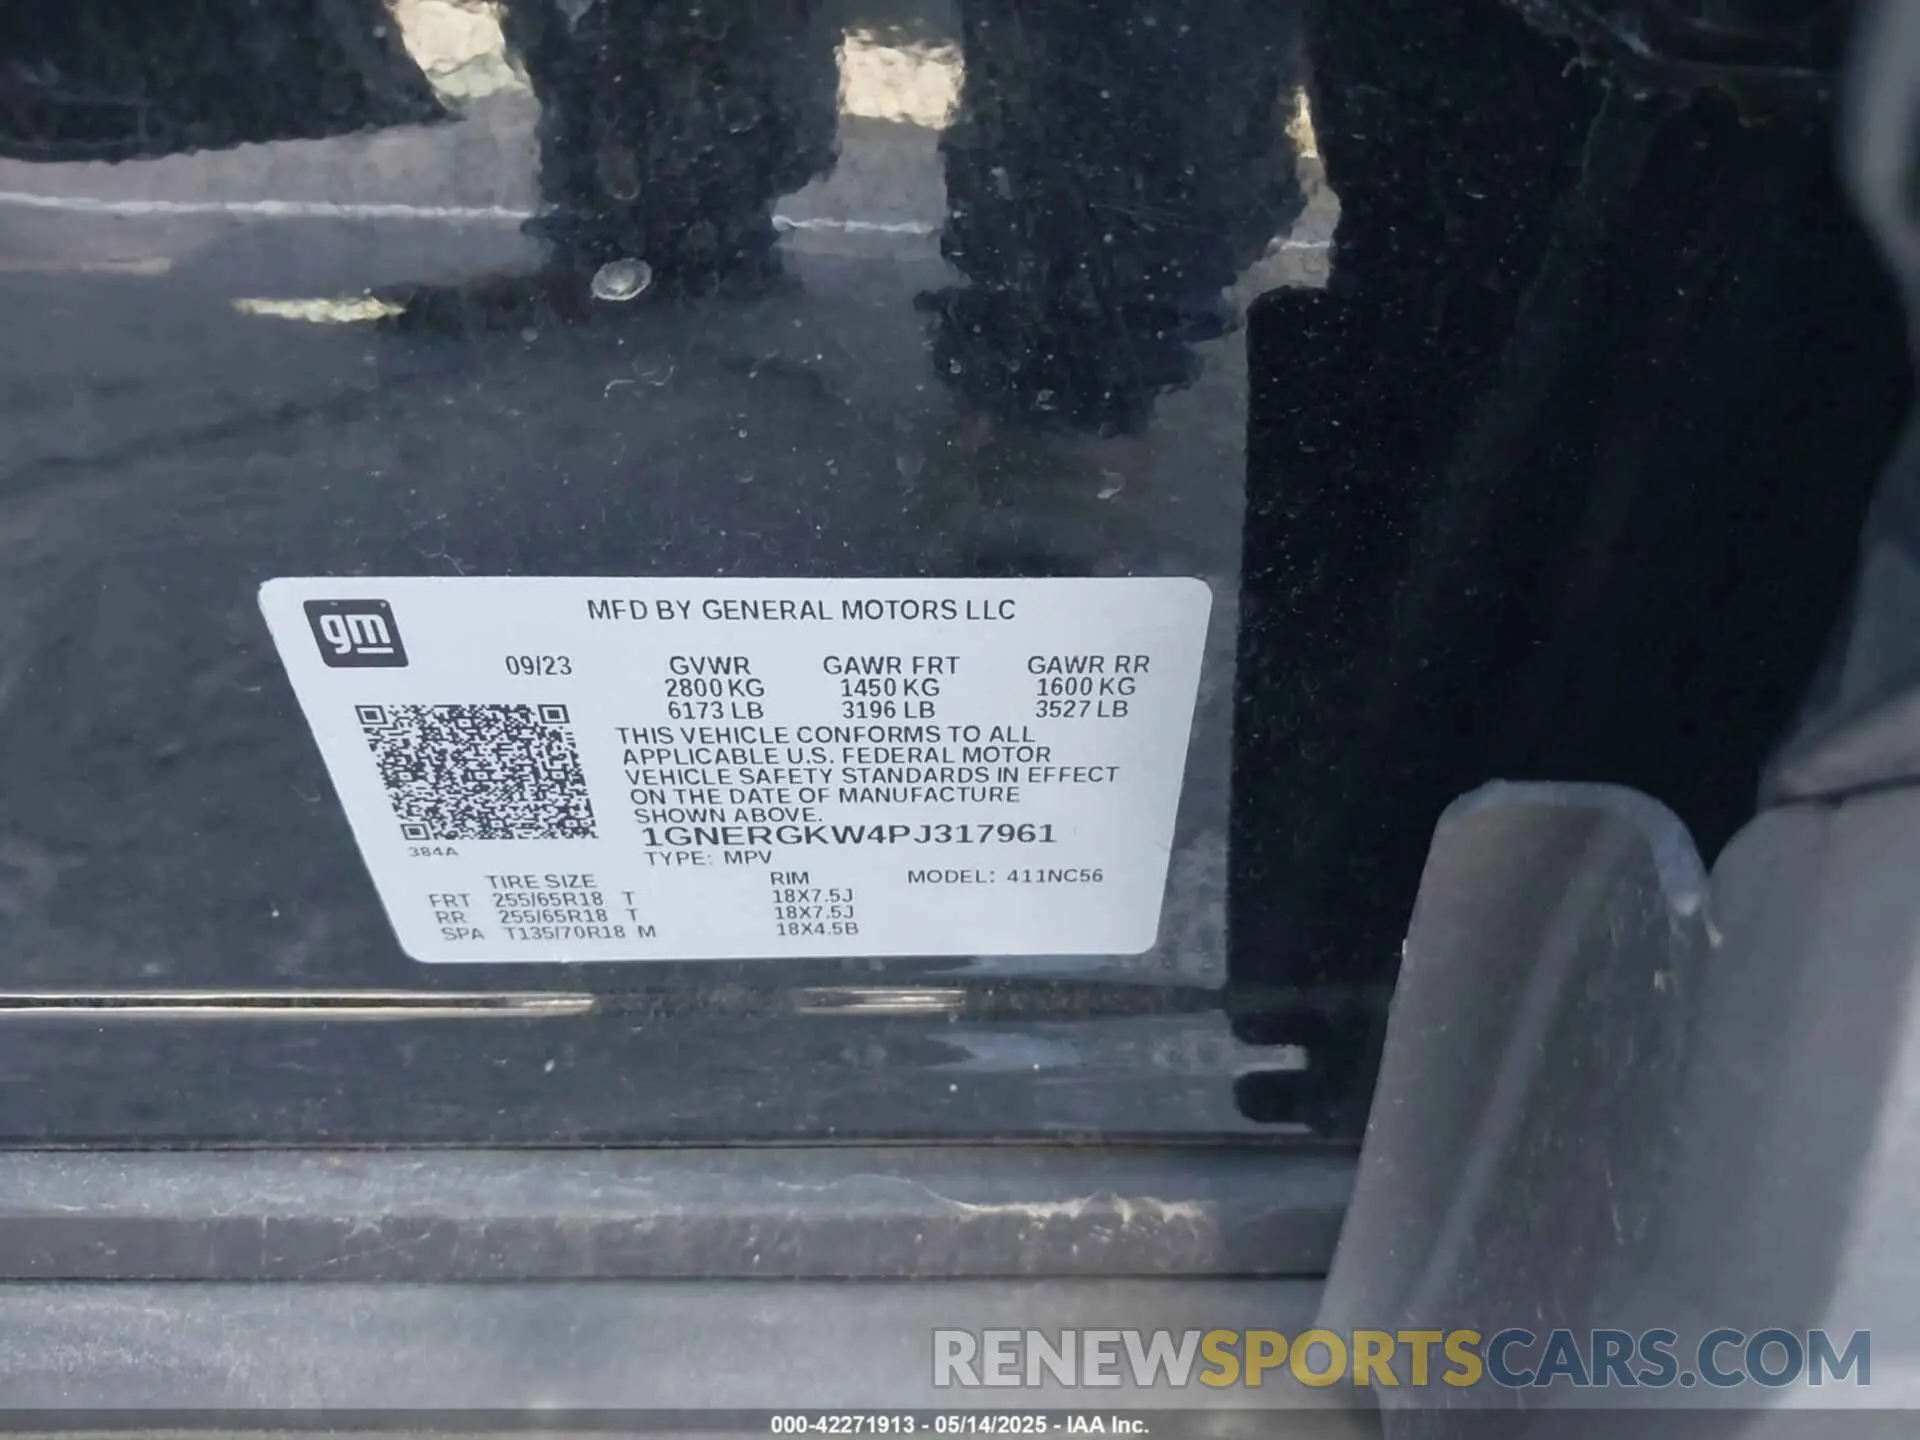 gm
MFD BY GENERAL MOTORS LLC
09/23 GVWR GAWR FRT GAWR RR
2800 KG 1450 KG 1600 KG
6173 LB 3196 LB 3527 LB
THIS VEHICLE CONFORMS TO ALL
APPLICABLE U.S. FEDERAL MOTOR
VEHICLE SAFETY STANDARDS IN EFFECT
ON THE DATE OF MANUFACTURE
SHOWN ABOVE.
1GNERGKW4PJ317961
384A
TYPE: MPV
TIRE SIZE RIM MODEL: 411NC56
FRT 255/65R18 T 18X7.5J
RR 255/65R18 T 18X7.5J
SPA T135/70R18 M 18X4.5B
RENEWSPORTSCARS.COM
000-42271913 - 05/14/2025 - IAA Inc.